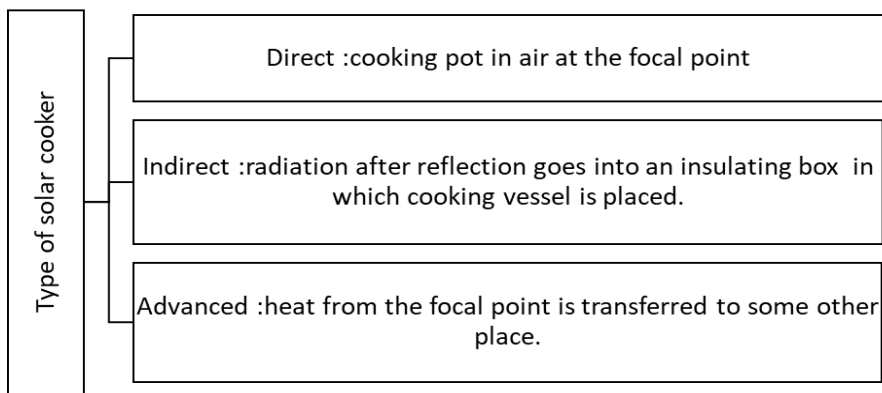 Type of solar cooker
Direct :cooking pot in air at the focal point
Indirect :radiation after reflection goes into an insulating box in
which cooking vessel is placed.
Advanced :heat from the focal point is transferred to some other
place.